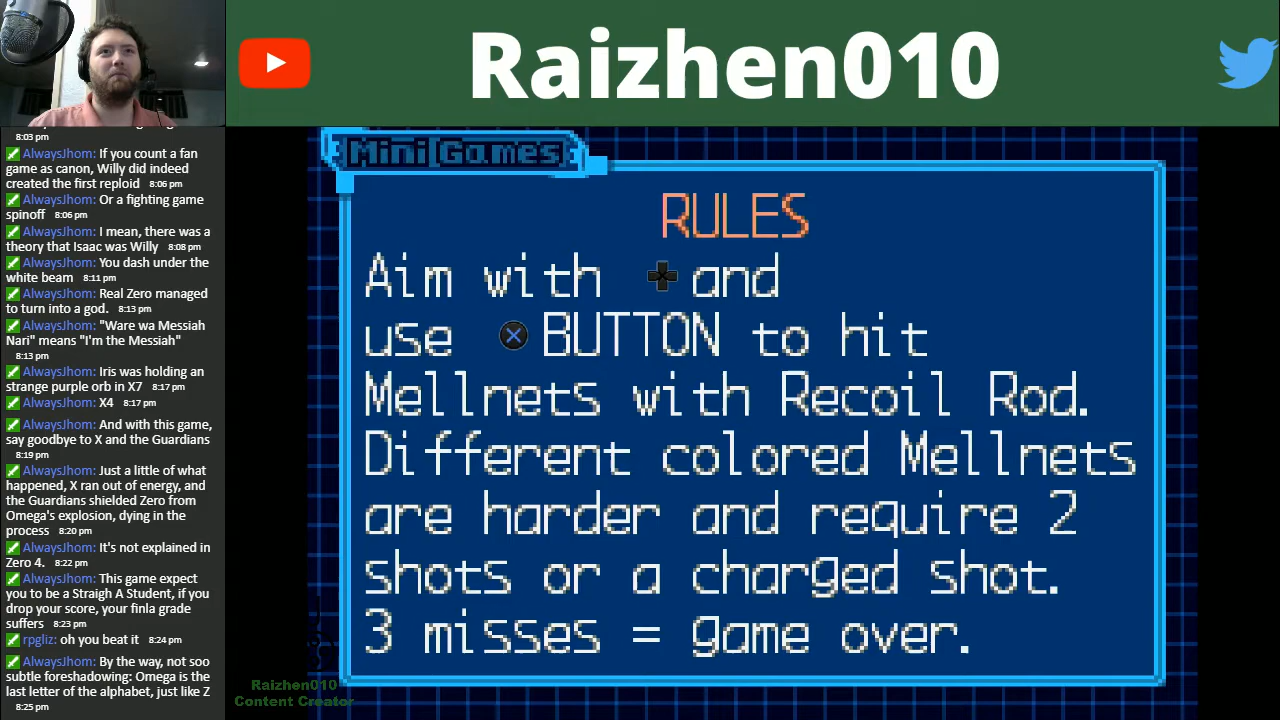 Raizhen010
8:03 pm
AlwaysJhom: If you count a fan
game as canon, Willy did indeed
created the first reploid 8:06 pm
AlwaysJhom: Or a fighting game
spinoff 8:06 pm
AlwaysJhom: I mean, there was a
theory that Isaac was Willy 8:08 pm
AlwaysJhom: You dash under the
white beam 8:11 pm
AlwaysJhom: Real Zero managed
to turn into a god. 8:13 pm
AlwaysJhom: "Ware wa Messiah
Nari" means "I'm the Messiah"
8:13 pm
AlwaysJhom: Iris was holding an
strange purple orb in X7 8:17 pm
AlwaysJhom: X4 8:17 pm
AlwaysJhom: And with this game,
say goodbye to X and the Guardians
8:19 pm
AlwaysJhom: Just a little of what
happened, X ran out of energy, and
the Guardians shielded Zero from
Omega's explosion, dying in the
process 8:20 pm
AlwaysJhom: It's not explained in
Zero 4. 8:22 pm
AlwaysJhom: This game expect
you to be a Straigh A Student, if you
drop your score, your finla grade
suffers 8:23 pm
rpgliz: oh you beat it 8:24 pm
AlwaysJhom: By the way, not soo
subtle foreshadowing: Omega is the
last letter of the alphabet, just like Z
8:25 pm
Mini[Games]
RULES
Aim with and
use BUTTON to hit
Mellnets with Recoil Rod.
Different colored Mellnets
are harder and require 2
shots or a charged shot.
3 misses = game over.
Raizhen010
Content Creator